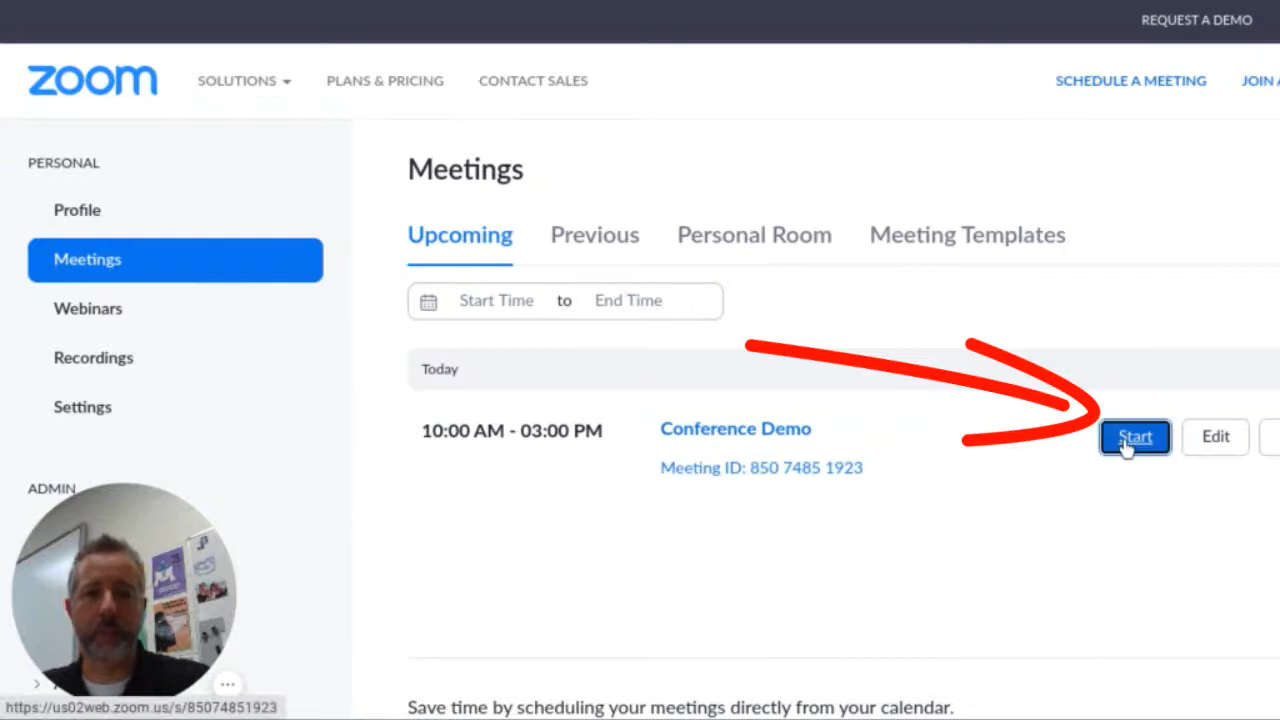 REQUEST A DEMO
zoom
SOLUTIONS
PLANS & PRICING
CONTACT SALES
SCHEDULE A MEETING
JOIN
PERSONAL
Profile
Meetings
Webinars
Recordings
Settings
ADMIN
Meetings
Upcoming
Previous
Personal Room
Meeting Templates
Start Time to End Time
Today
10:00 AM - 03:00 PM
Conference Demo
Meeting ID: 850 7485 1923
Start
Edit
Save time by scheduling your meetings directly from your calendar.
https://us02web.zoom.us/s/85074851923